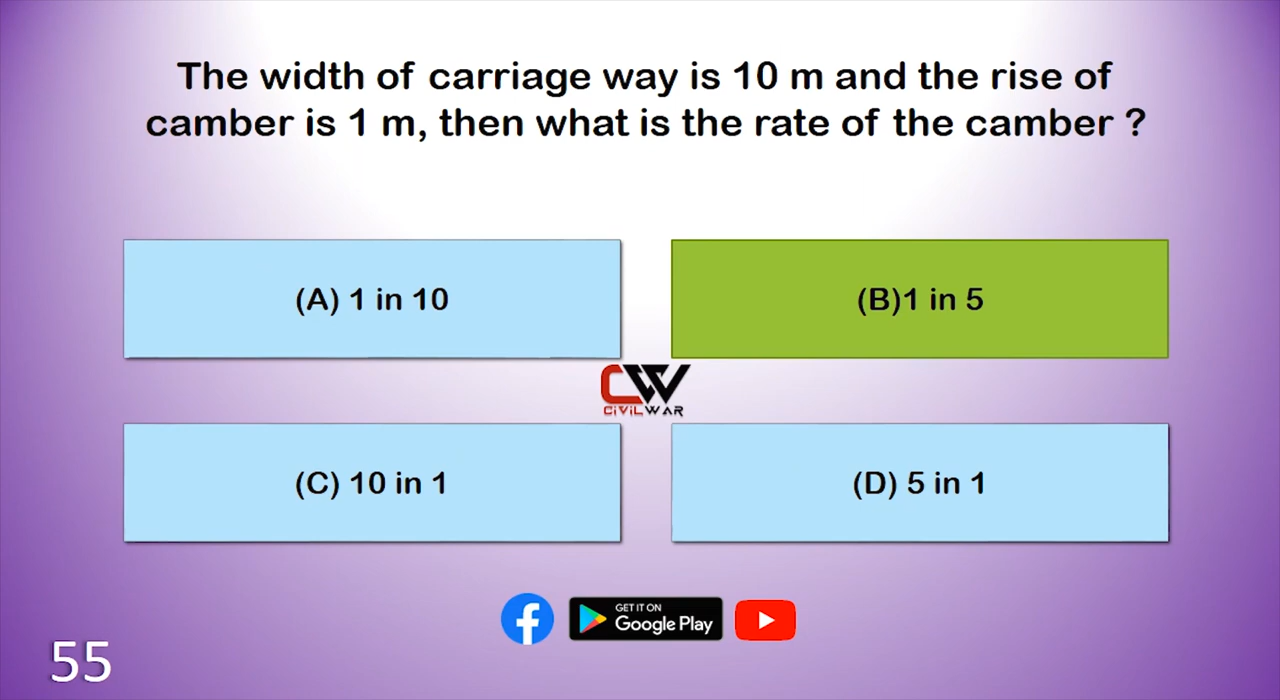 The width of carriage way is 10 m and the rise of
camber is 1 m, then what is the rate of the camber ?
(A) 1 in 10
(B)1 in 5
CW
CiViLWAR
(C) 10 in 1
(D) 5 in 1
f
GET IT ON
Google Play
55